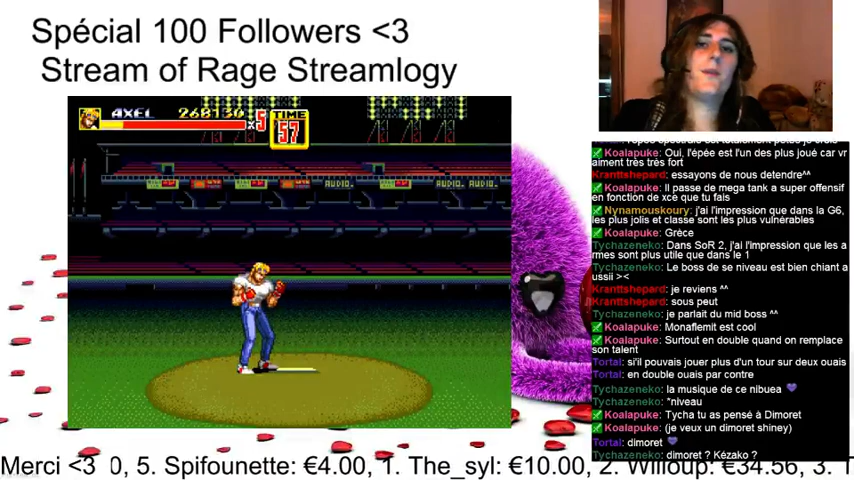 Spécial 100 Followers <3
Stream of Rage Streamlogy
AXEL 268130
x5
TIME
57
AUDIO.
AUDIO. AUDIO.
Koalapuke: Oui, l'épée est l'un des plus joué car vr
aiment très très fort
Kranttshepard: essayons de nous detendre^^
Koalapuke: Il passe de mega tank a super offensif
en fonction de xce que tu fais
Nynamouskoury: j'ai l'impression que dans la G6,
les plus jolis et classe sont les plus vulnérables
Koalapuke: Grèce
Tychazeneko: Dans SoR 2, j'ai l'impression que les a
rmes sont plus utile que dans le 1
Tychazeneko: Le boss de se niveau est bien chiant a
ussii ><
Kranttshepard: je reviens ^^
Kranttshepard: sous peut
Tychazeneko: je parlait du mid boss ^^
Koalapuke: Monaflemit est cool
Koalapuke: Surtout en double quand on remplace
son talent
Tortal: si'il pouvais jouer plus d'un tour sur deux ouais
Tortal: en double ouais par contre
Tychazeneko: la musique de ce nibuea
Tychazeneko: *niveau
Koalapuke: Tycha tu as pensé à Dimoret
Koalapuke: (je veux un dimoret shiney)
Tortal: dimoret
Tychazeneko: dimoret ? Kézako ?
Merci <3 0, 5. Spifounette: €4.00, 1. The_syl: €10.00, 2. Willoup: €34.56, 3. T